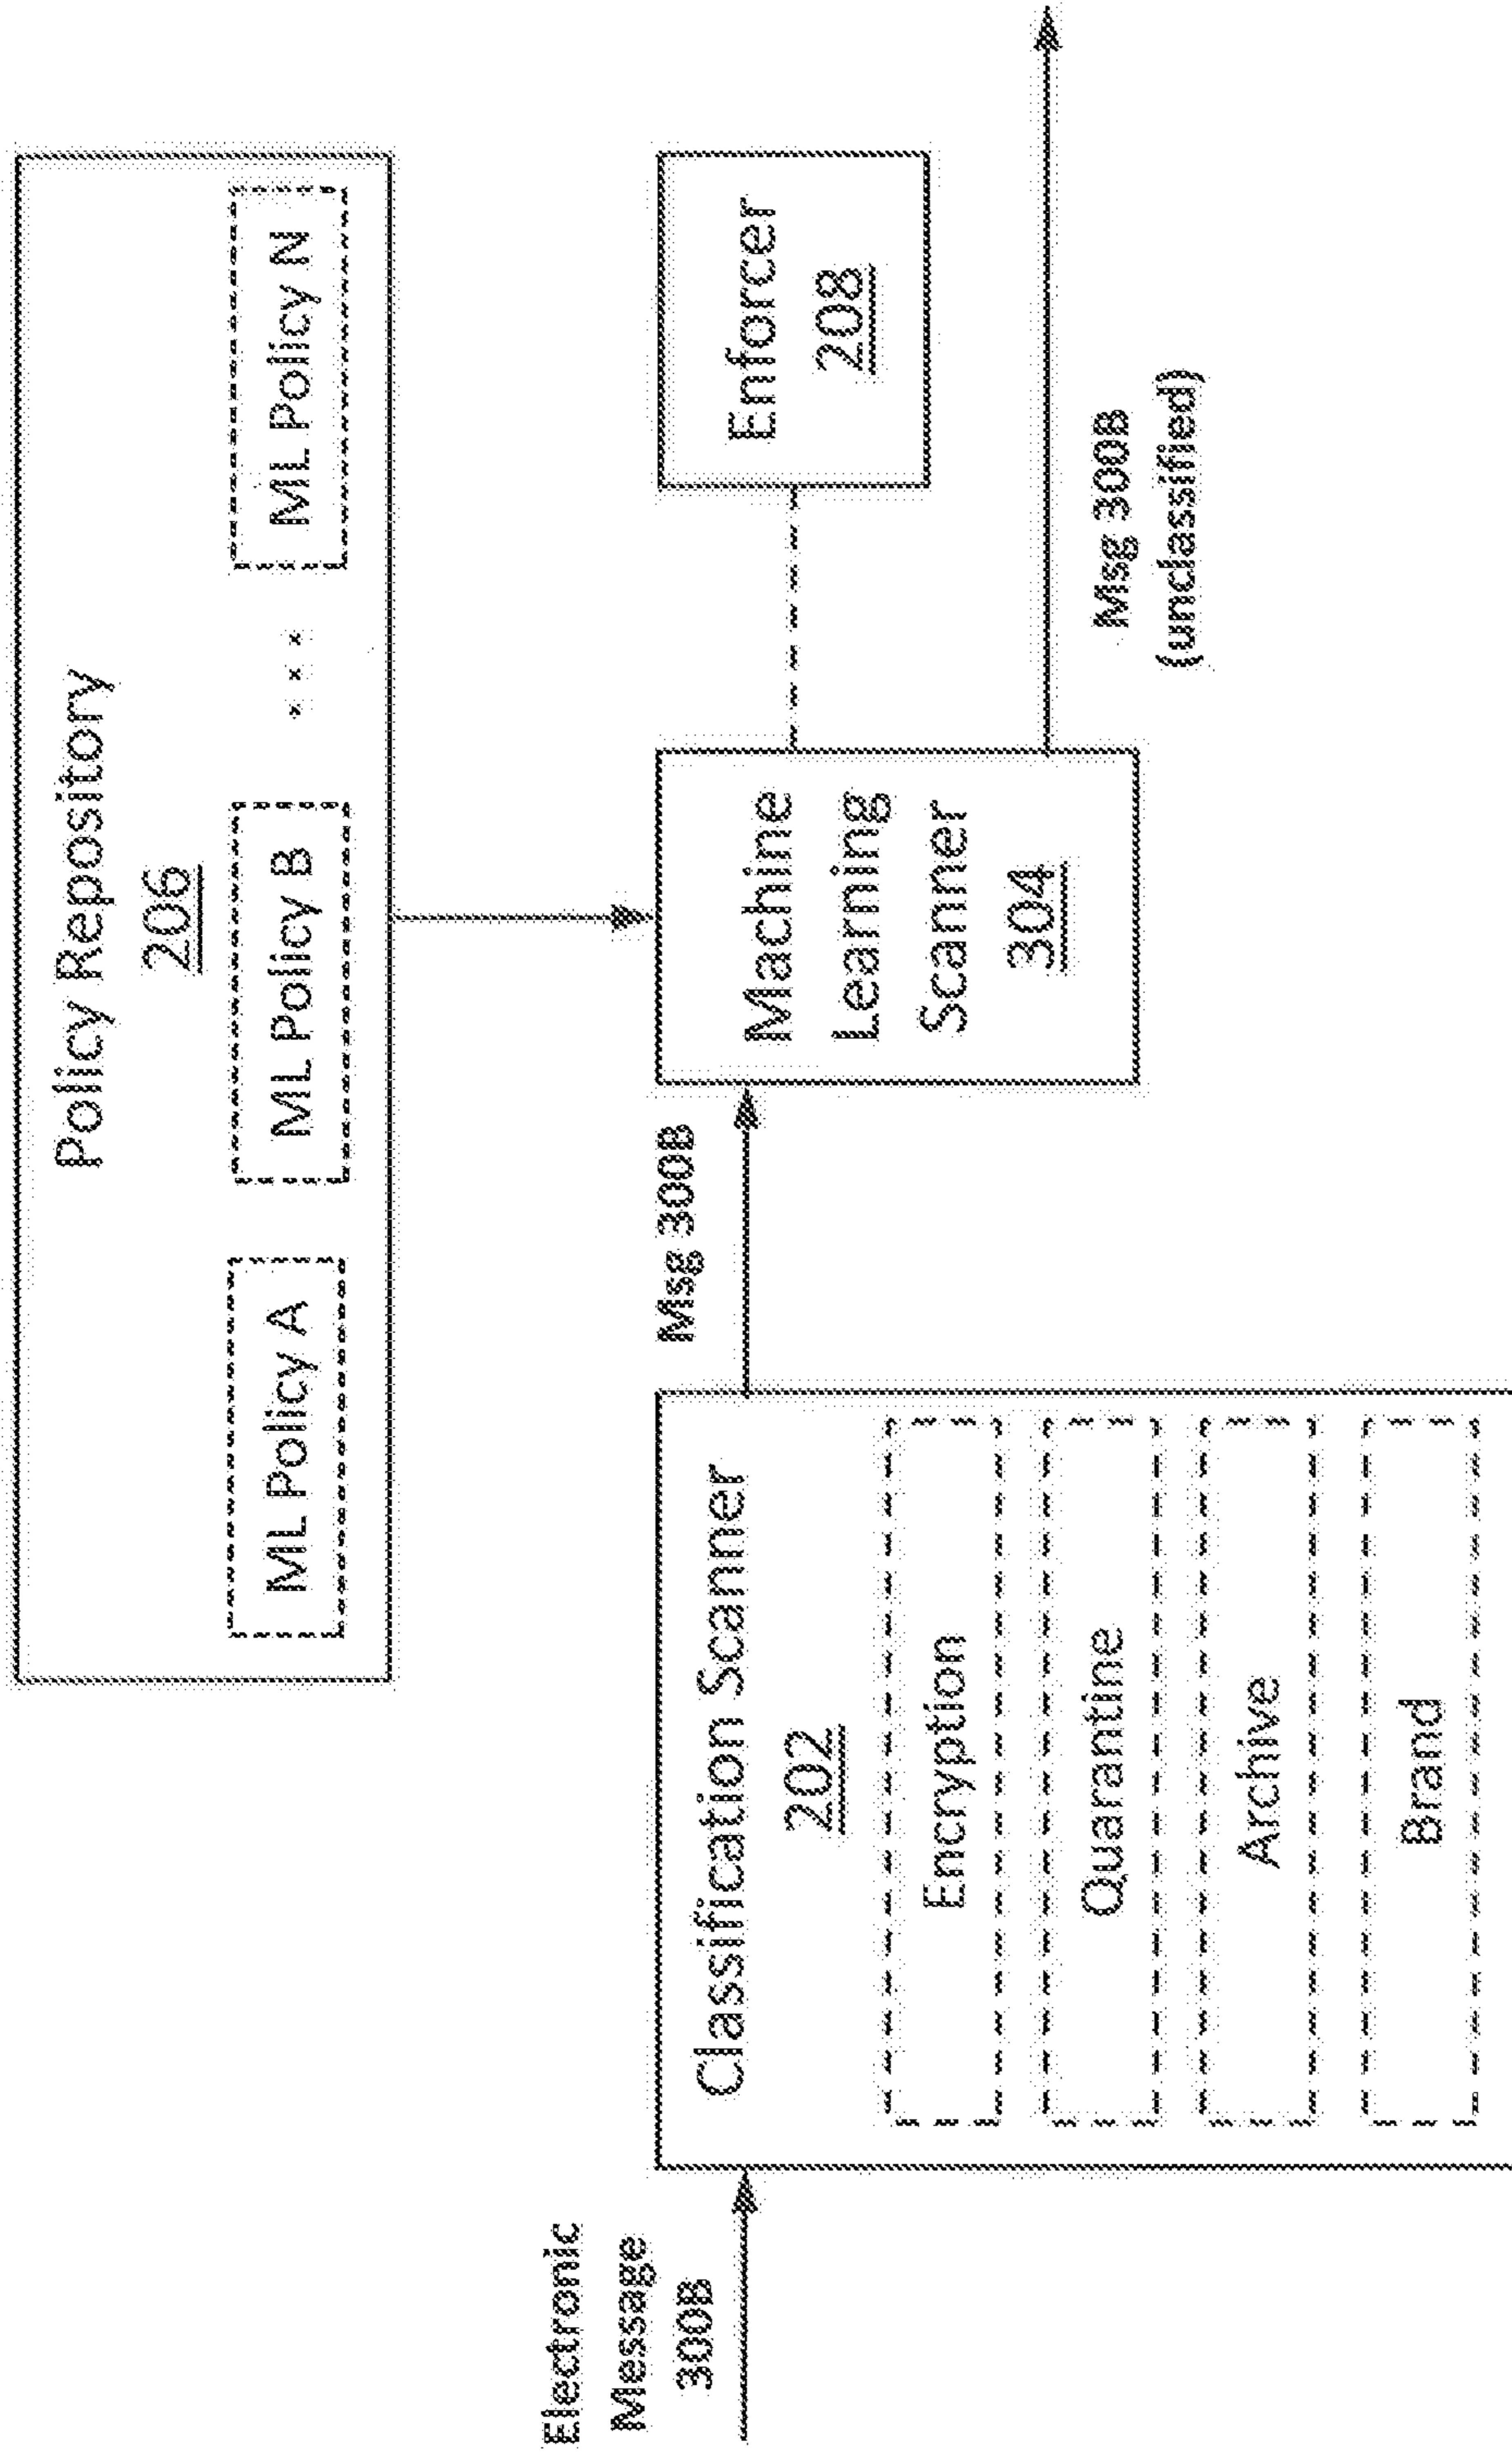 Policy Repository
206
ML Policy A
ML Policy B
...
ML Policy N
Electronic
Message
300B
Classification Scanner
202
Encryption
Quarantine
Archive
Brand
Msg 300B
Machine
Learning
Scanner
304
Enforcer
208
Msg 300B
(unclassified)